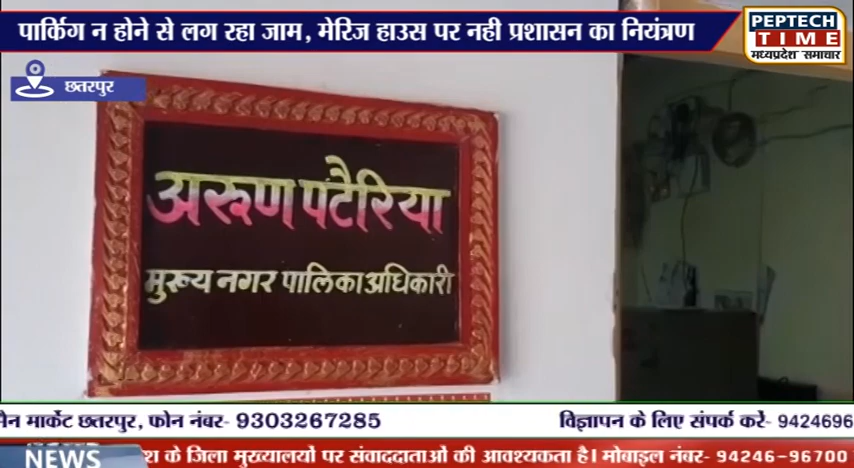 पार्किग न होने से लग रहा जाम, मेरिज हाउस पर नही प्रशासन का नियंत्रण
PEPTECH
TIME
मध्यप्रदेश समाचार
छतरपुर
अरुण पटैरिया
मुख्य नगर पालिका अधिकारी
मैन मार्केट छतरपुर, फोन नंबर- 9303267285
विज्ञापन के लिए संपर्क करें- 9424696
NEWS
श के जिला मुख्यालयों पर संवाददाताओं की आवश्यकता है। मोबाइल नंबर- 94246-96700